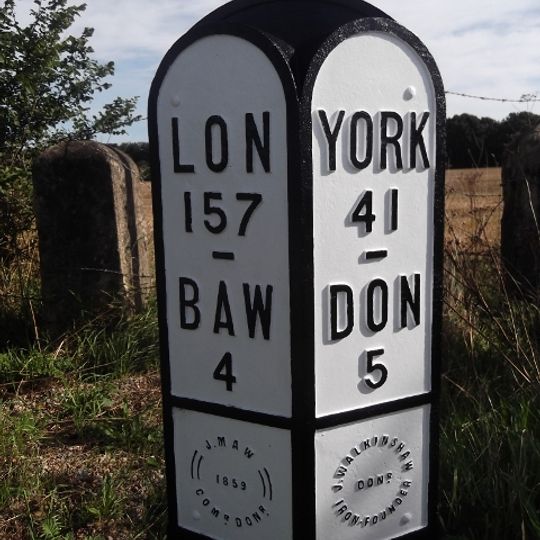 LON
157
-
BAW
4
J. MAW
1859
COMR DONR
YORK
41
-
DON
5
J. WALKINSHAW
DONR
IRON-FOUNDER